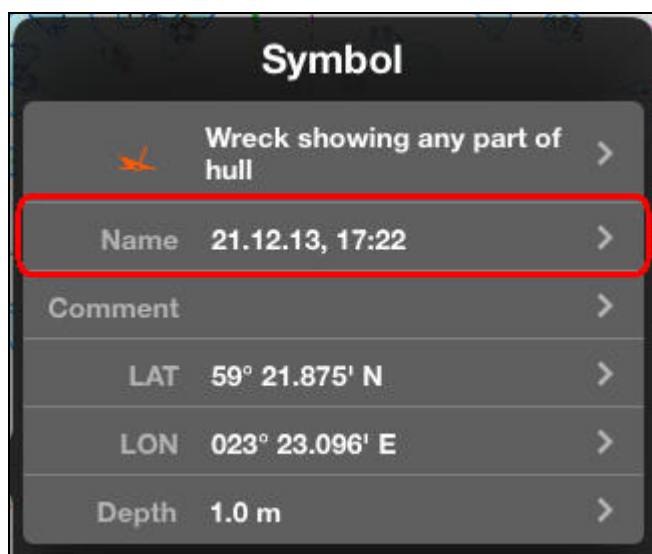 Symbol
Wreck showing any part of
hull
Name 21.12.13, 17:22
Comment
LAT 59° 21.875' N
LON 023° 23.096' E
Depth 1.0 m